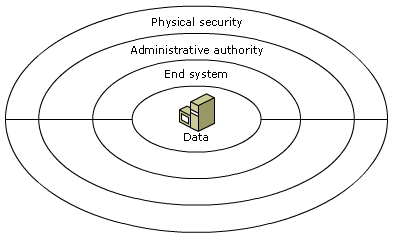 Physical security
Administrative authority
End system
Data